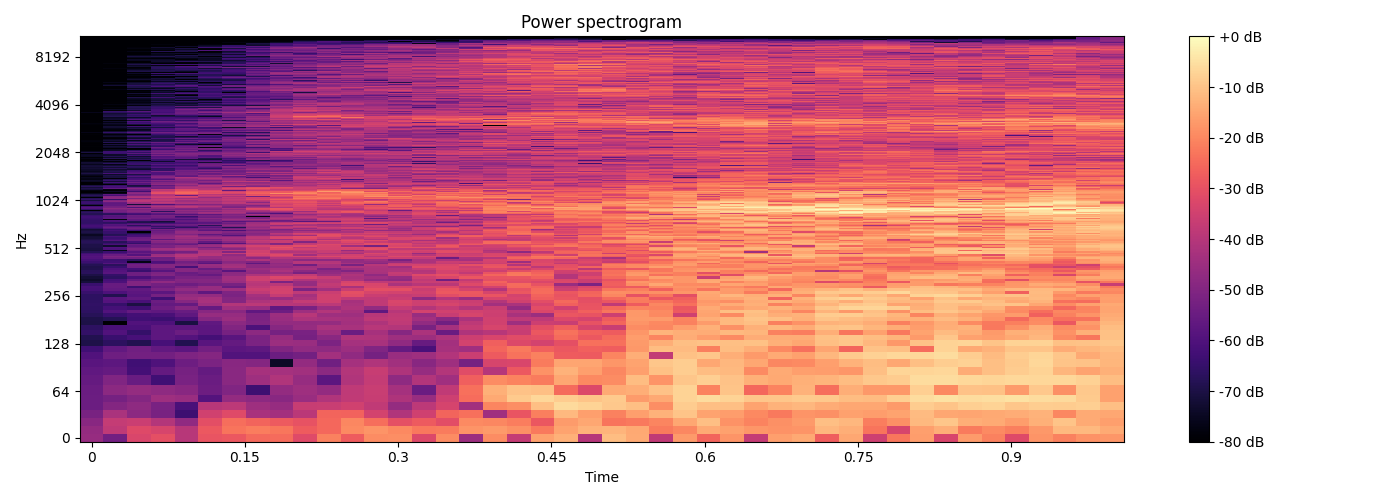 Power spectrogram
8192
4096
2048
1024
512
256
128
64
0
Hz
0
0.15
0.3
0.45
0.6
0.75
0.9
Time
+0 dB
-10 dB
-20 dB
-30 dB
-40 dB
-50 dB
-60 dB
-70 dB
-80 dB